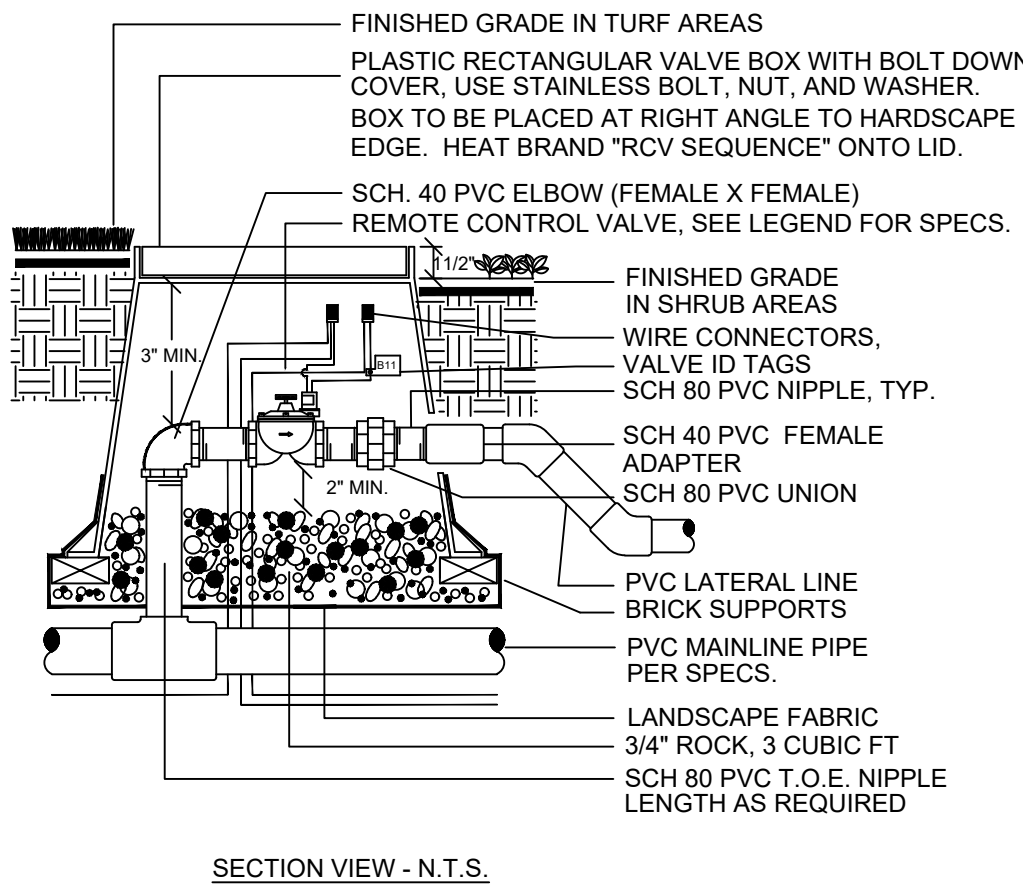 FINISHED GRADE IN TURF AREAS
PLASTIC RECTANGULAR VALVE BOX WITH BOLT DOWN
COVER, USE STAINLESS BOLT, NUT, AND WASHER.
BOX TO BE PLACED AT RIGHT ANGLE TO HARDSCAPE
EDGE. HEAT BRAND "RCV SEQUENCE" ONTO LID.
SCH. 40 PVC ELBOW (FEMALE X FEMALE)
REMOTE CONTROL VALVE, SEE LEGEND FOR SPECS.
11/2"
FINISHED GRADE
IN SHRUB AREAS
WIRE CONNECTORS,
VALVE ID TAGS
3" MIN.
B11
SCH 80 PVC NIPPLE, TYP.
SCH 40 PVC FEMALE
ADAPTER
2" MIN.
SCH 80 PVC UNION
PVC LATERAL LINE
BRICK SUPPORTS
PVC MAINLINE PIPE
PER SPECS.
LANDSCAPE FABRIC
3/4" ROCK, 3 CUBIC FT
SCH 80 PVC T.O.E. NIPPLE
LENGTH AS REQUIRED
SECTION VIEW - N.T.S.